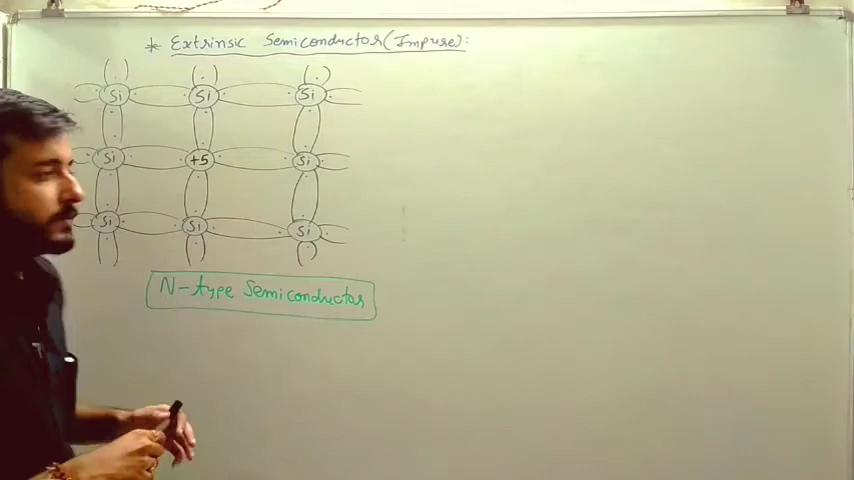 * Extrinsic Semiconductor (Impure):
Si Si Si
Si +5 Si
Si Si Si
N-type Semiconductor